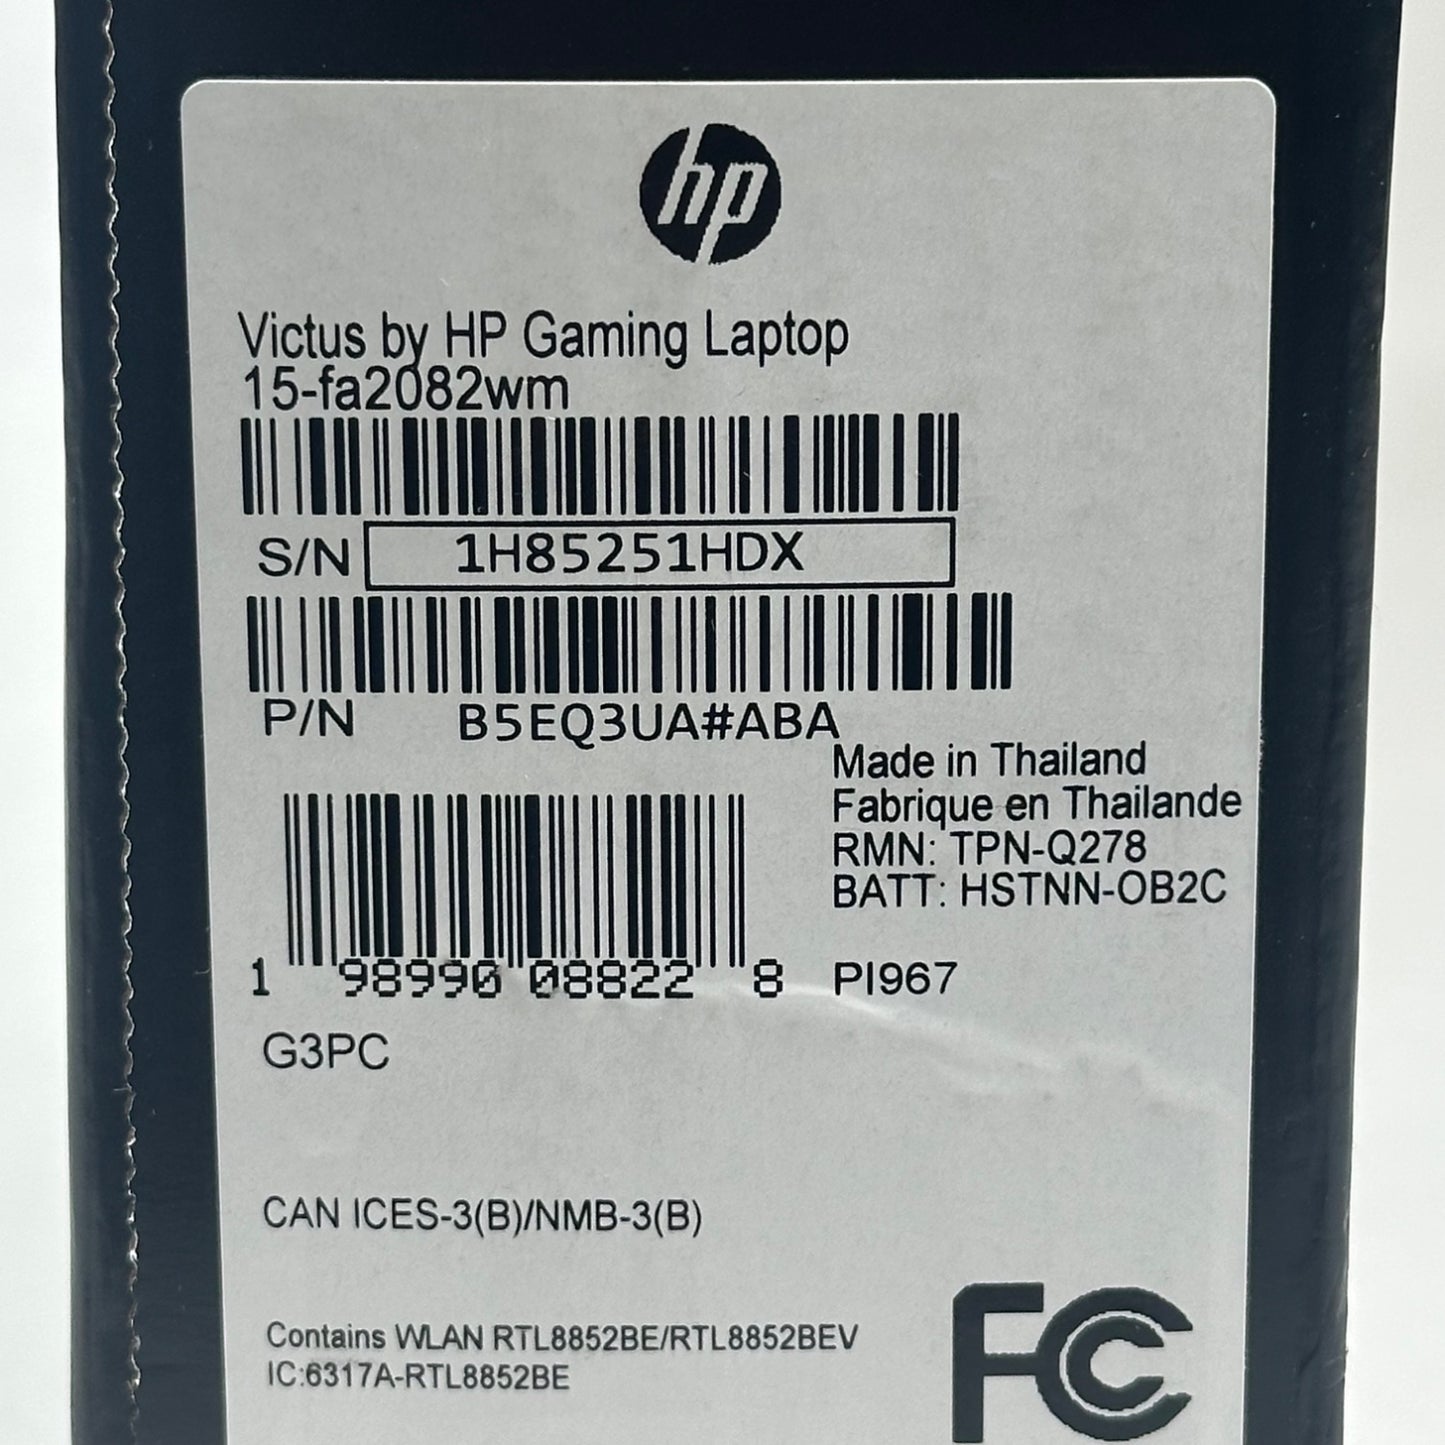 hp
Victus by HP Gaming Laptop
15-fa2082wm
S/N 1H85251HDX
P/N B5EQ3UA#ABA
Made in Thailand
Fabrique en Thailande
RMN: TPN-Q278
BATT: HSTNN-OB2C
1 98990 08822 8 PI967
G3PC
CAN ICES-3(B)/NMB-3(B)
Contains WLAN RTL8852BE/RTL8852BEV
IC:6317A-RTL8852BE
FC